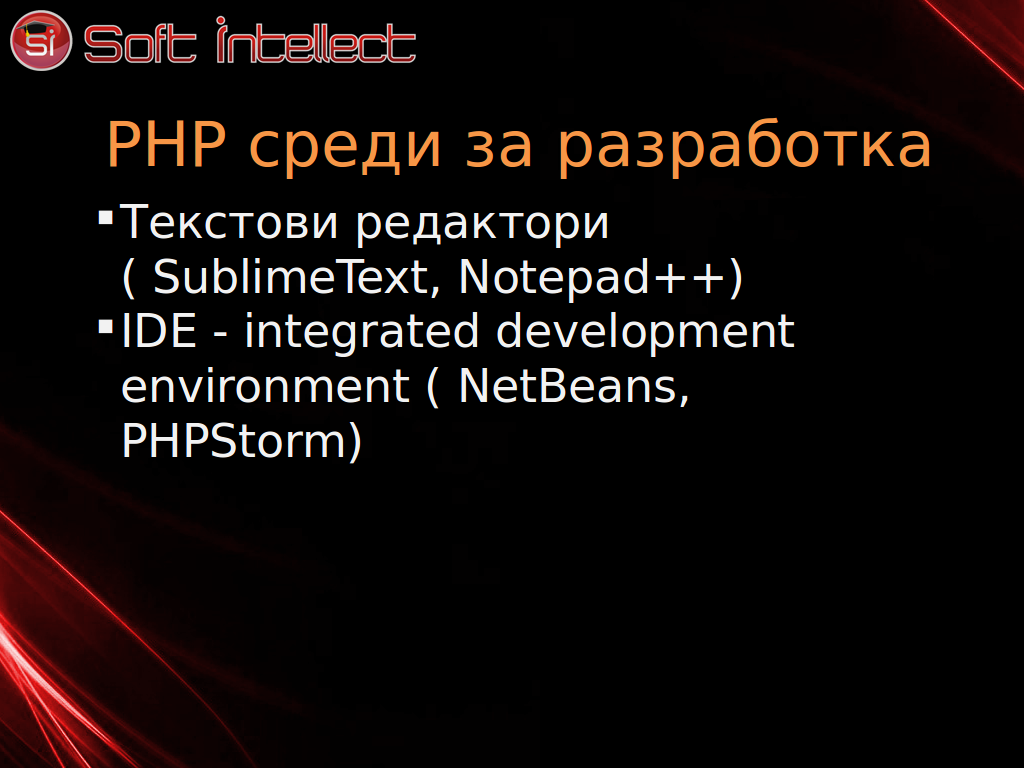 Si Soft Intellect
PHP среди за разработка
▪Текстови редактори
( SublimeText, Notepad++)
▪IDE - integrated development
environment ( NetBeans,
PHPStorm)